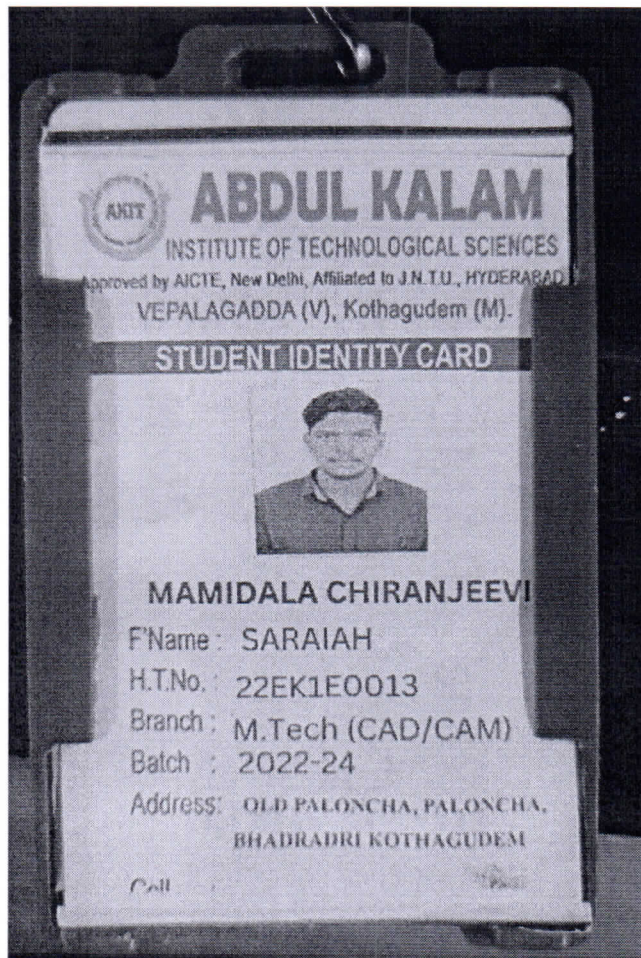 AKIT
ABDUL KALAM
INSTITUTE OF TECHNOLOGICAL SCIENCES
Approved by AICTE, New Delhi, Affiliated to J.N.T.U., HYDERABAD
VEPALAGADDA (V), Kothagudem (M).
STUDENT IDENTITY CARD
MAMIDALA CHIRANJEEVI
F'Name : SARAIAH
H.T.No. : 22EK1E0013
Branch : M.Tech (CAD/CAM)
Batch : 2022-24
Address: OLD PALONCHA, PALONCHA,
BHADRADRI KOTHAGUDEM
Cell :